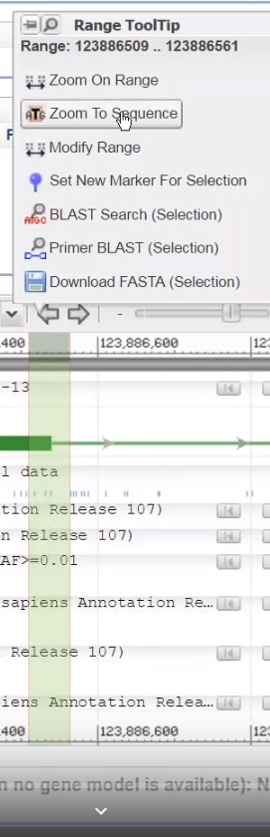 Range ToolTip
Range: 123886509 .. 123886561
Zoom On Range
ATG Zoom To Sequence
Modify Range
Set New Marker For Selection
ATGC BLAST Search (Selection)
Primer BLAST (Selection)
Download FASTA (Selection)
-
400 |123,886,600 |123
-13
l data
tion Release 107)
n Release 107)
AF>=0.01
sapiens Annotation Re...
Release 107)
iens Annotation Relea...
400 |123,886,600 |123
n no gene model is available): N